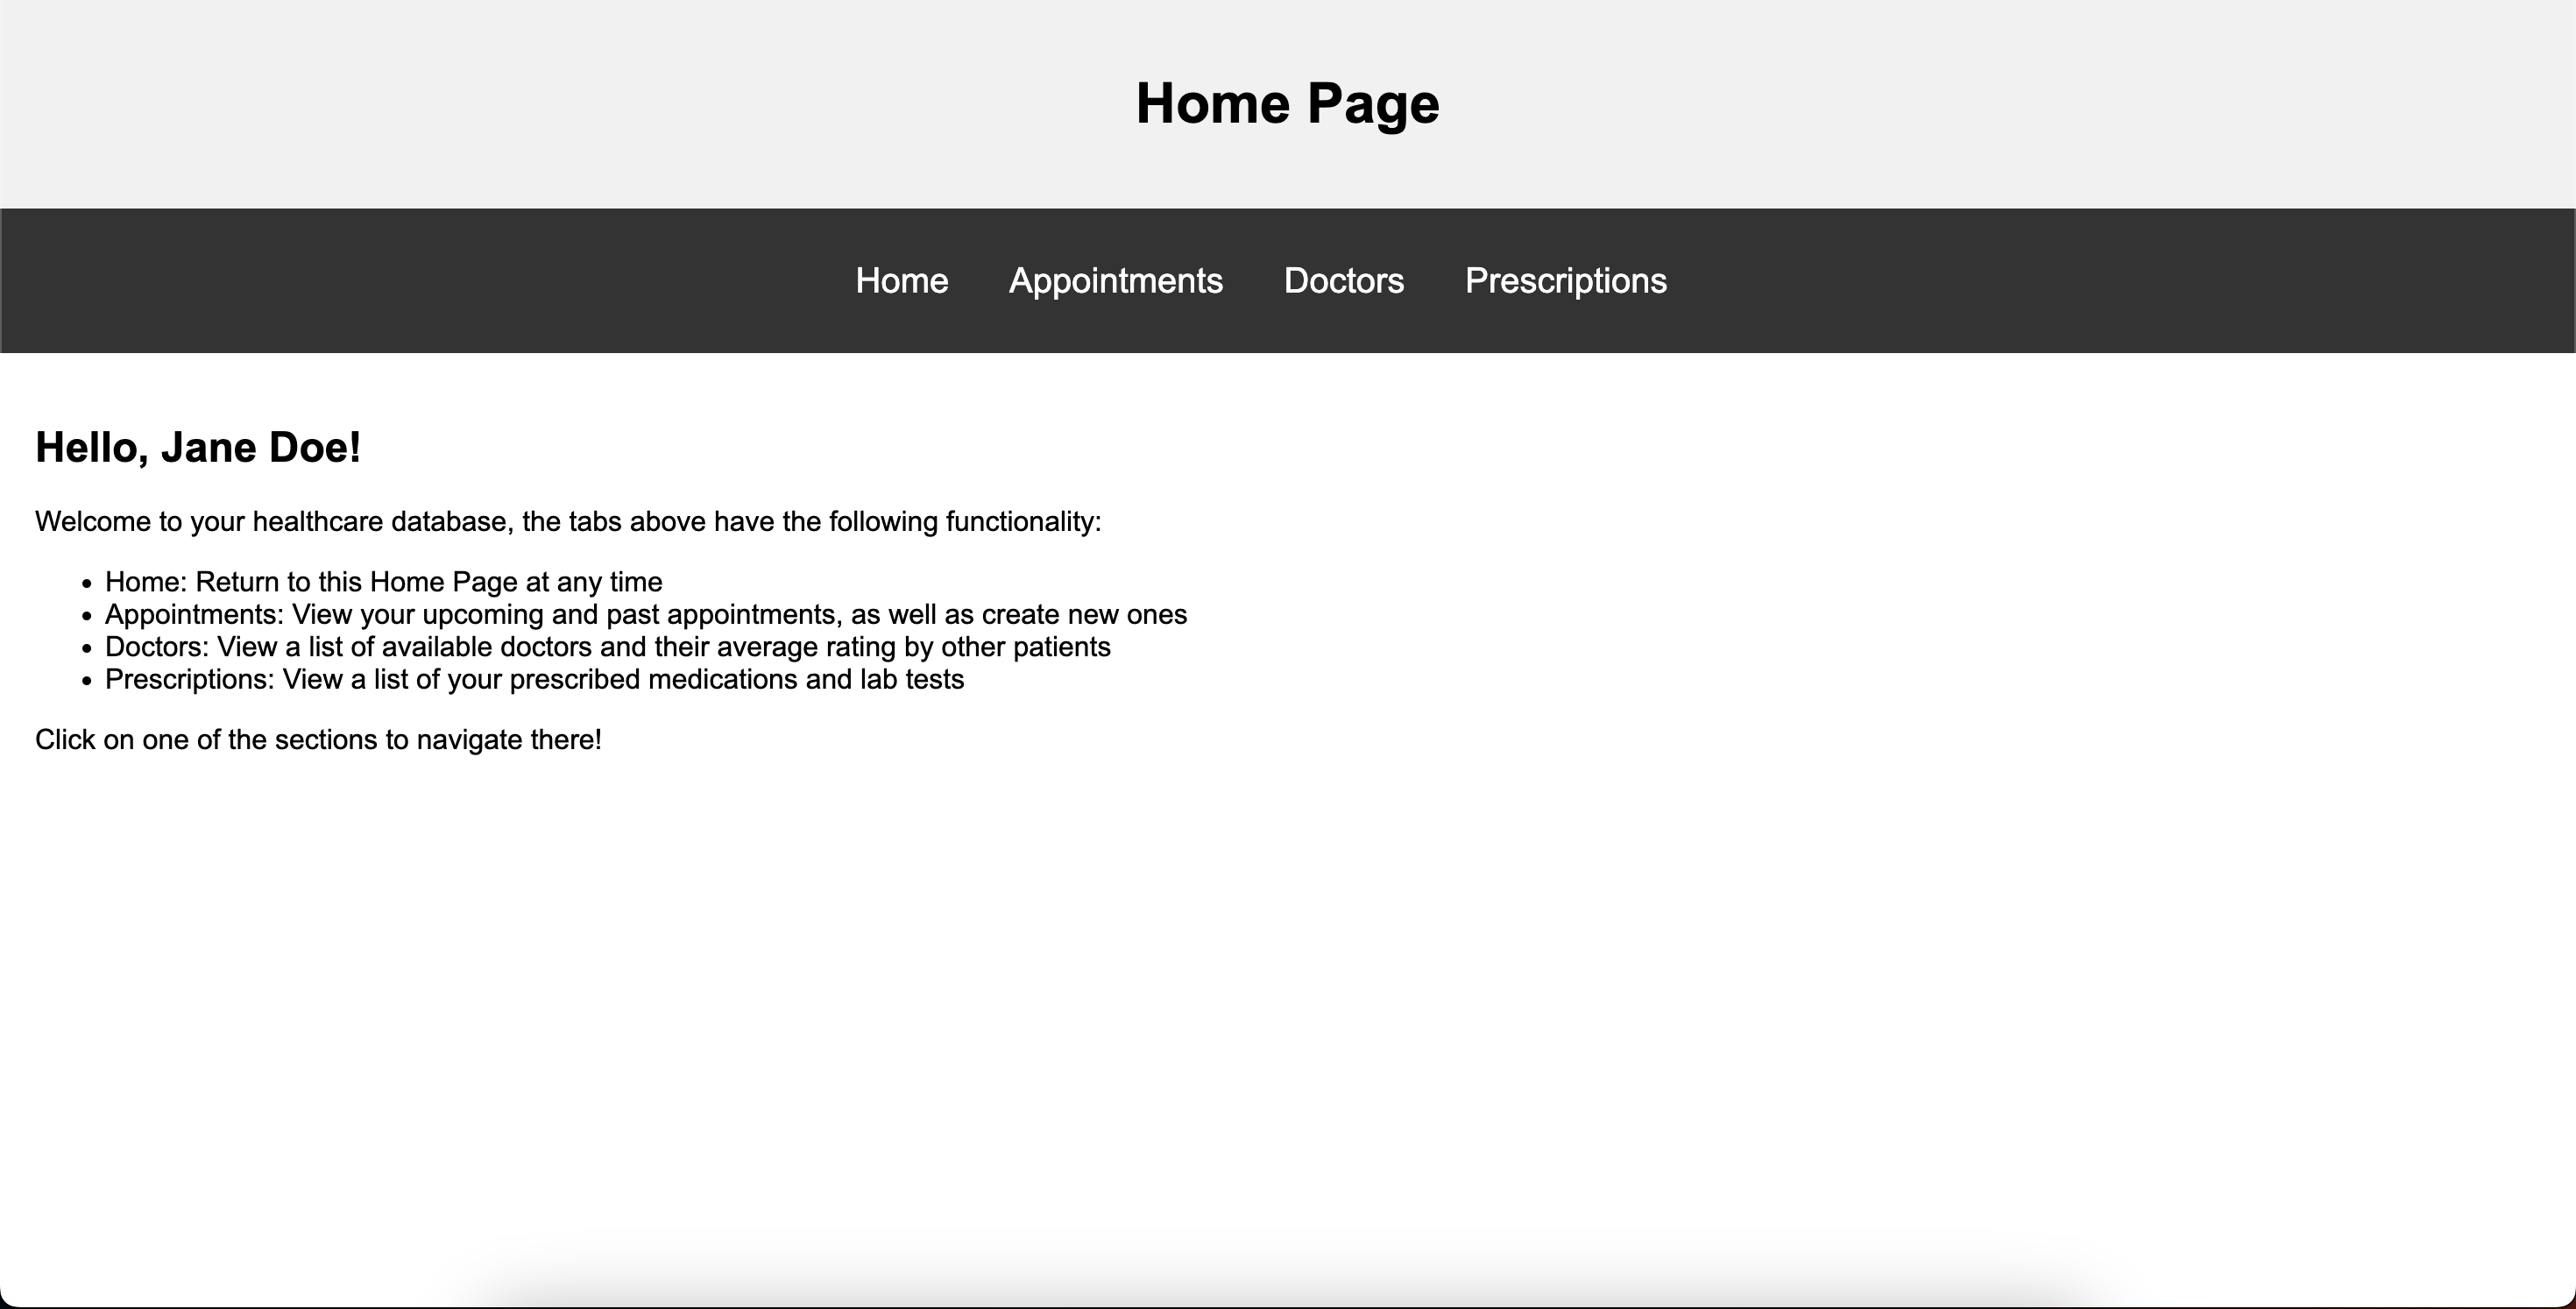 Home Page
Home Appointments Doctors Prescriptions
Hello, Jane Doe!
Welcome to your healthcare database, the tabs above have the following functionality:
• Home: Return to this Home Page at any time
• Appointments: View your upcoming and past appointments, as well as create new ones
• Doctors: View a list of available doctors and their average rating by other patients
• Prescriptions: View a list of your prescribed medications and lab tests
Click on one of the sections to navigate there!